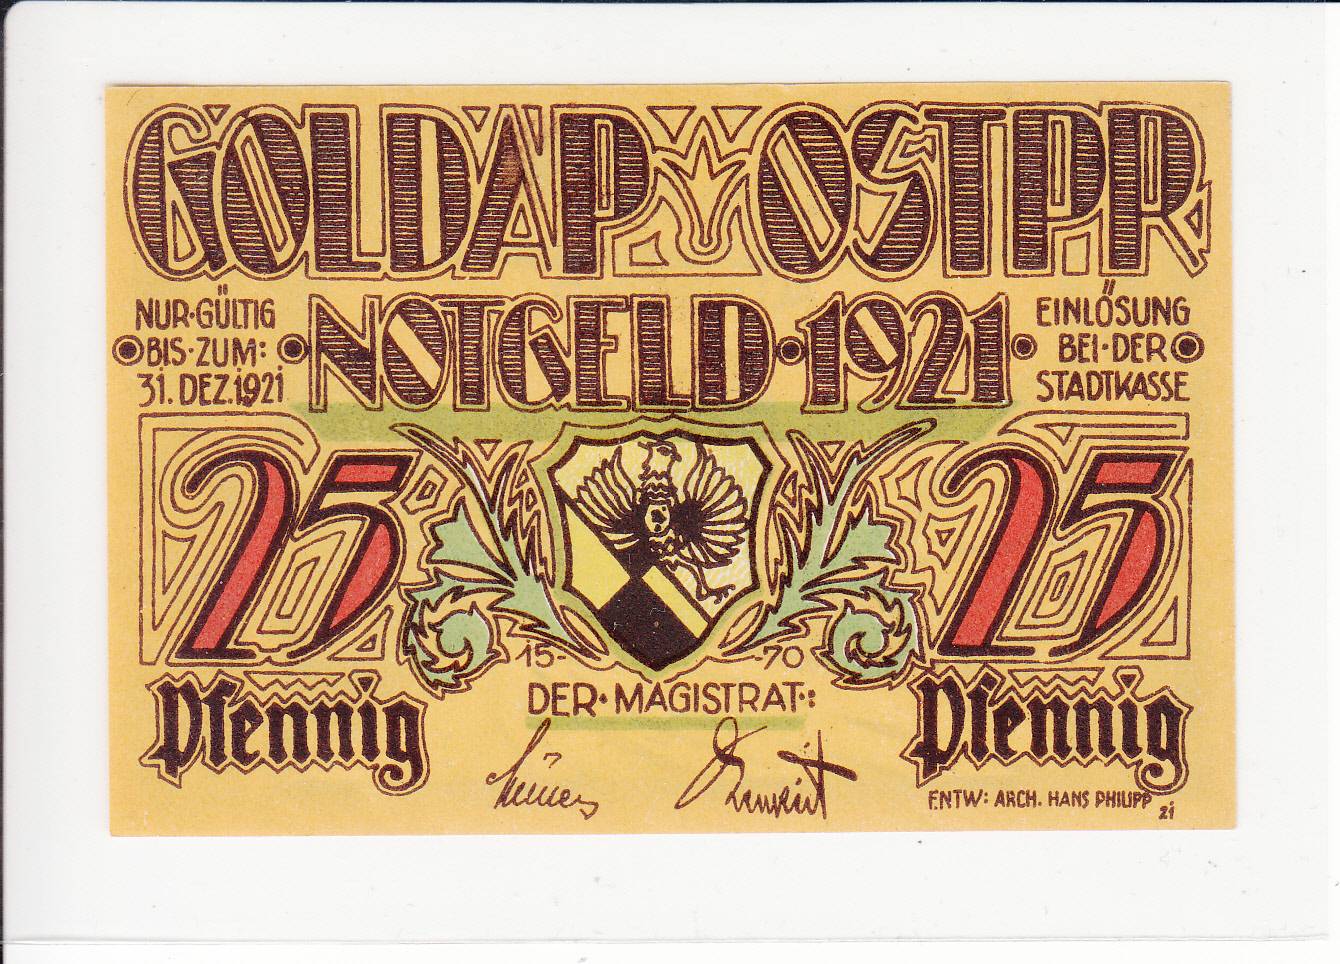 GOLDAP OSTPR
NUR·GÜLTIG
BIS·ZUM:
31. DEZ. 1921
NOTGELD·1921
EINLÖSUNG
BEI·DER
STADTKASSE
25
25
15- -70
Pfennig
DER·MAGISTRAT·:
Pfennig
ENTW: ARCH. HANS PHILIPP
21